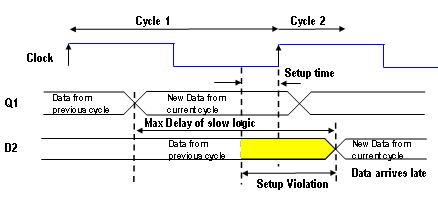 Cycle 1
Cycle 2
Clock
Setup time
Q1
Data from
previous cycle
New Data from
current cycle
Max Delay of slow logic
D2
Data from
previous cycle
New Data from
current cycle
Setup Violation
Data arrives late